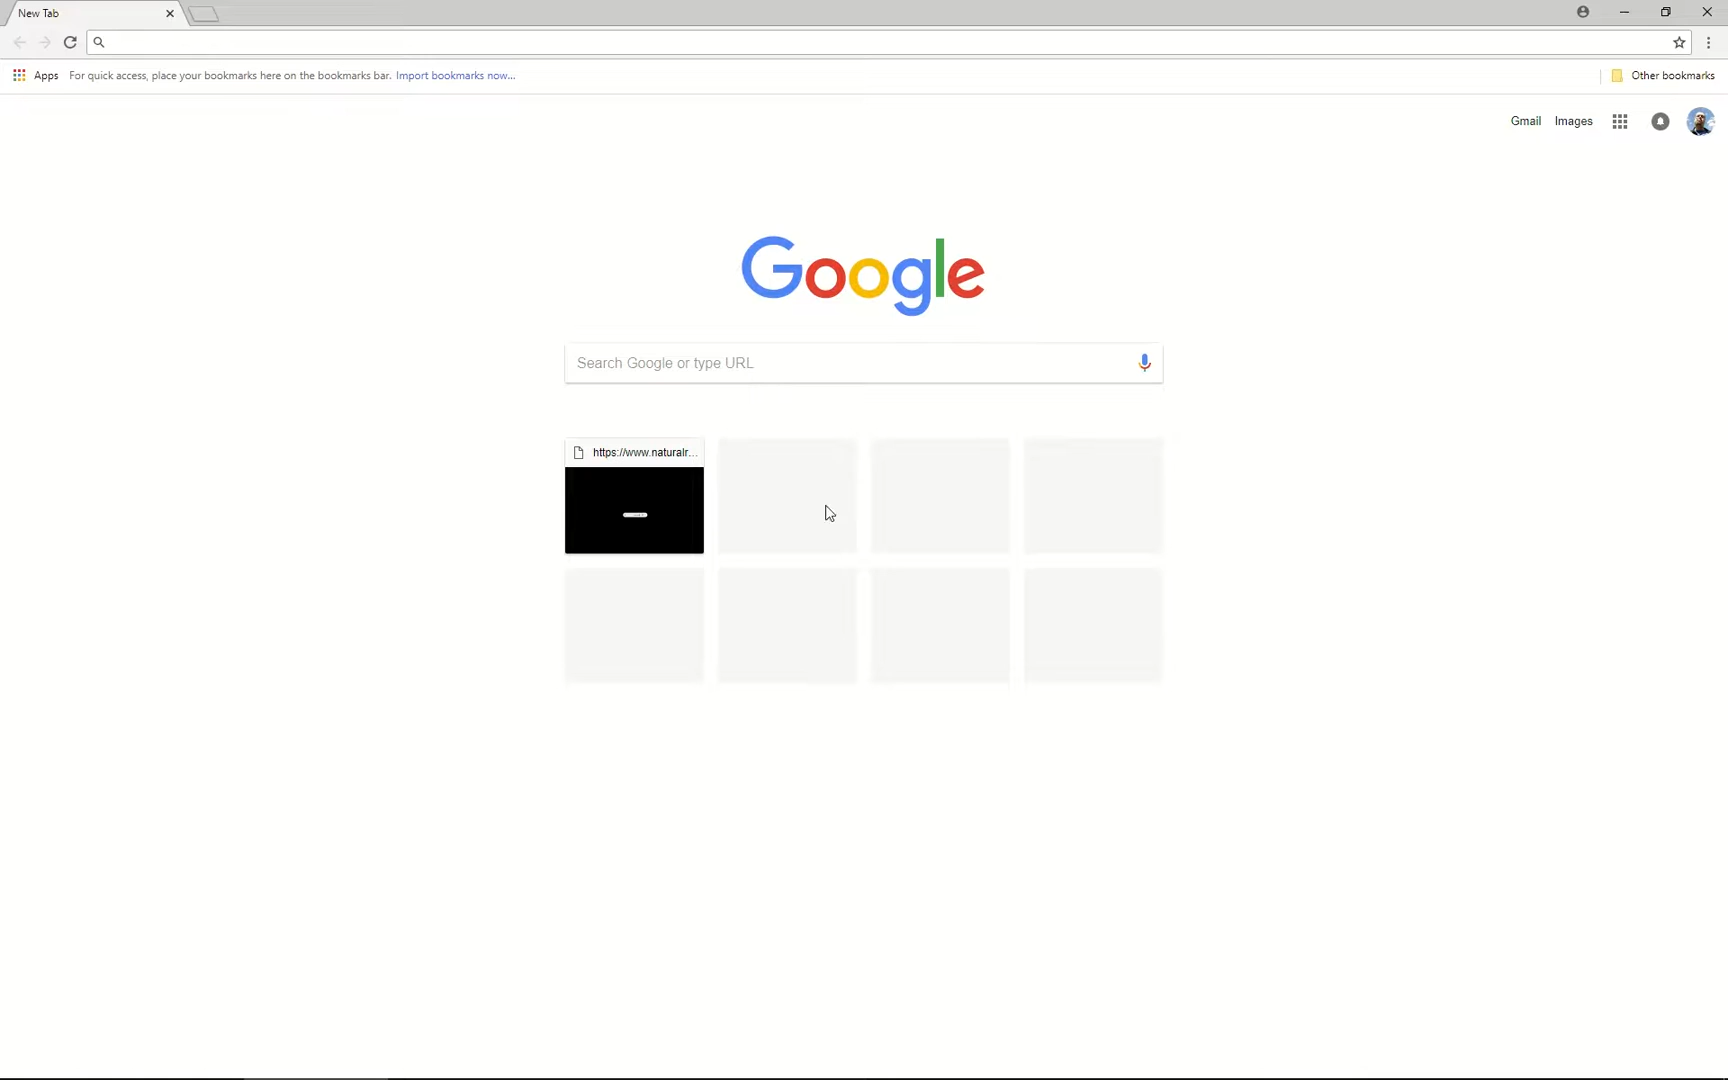 New Tab
Apps For quick access, place your bookmarks here on the bookmarks bar. Import bookmarks now... Other bookmarks
Gmail Images
Google
Search Google or type URL
https://www.naturalr...